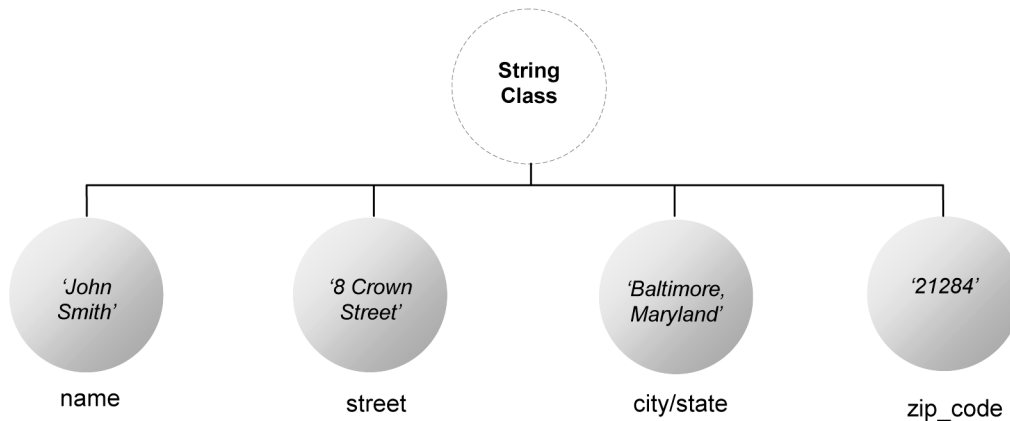 String
Class
‘John
Smith’
‘8 Crown
Street’
‘Baltimore,
Maryland’
‘21284’
name
street
city/state
zip_code